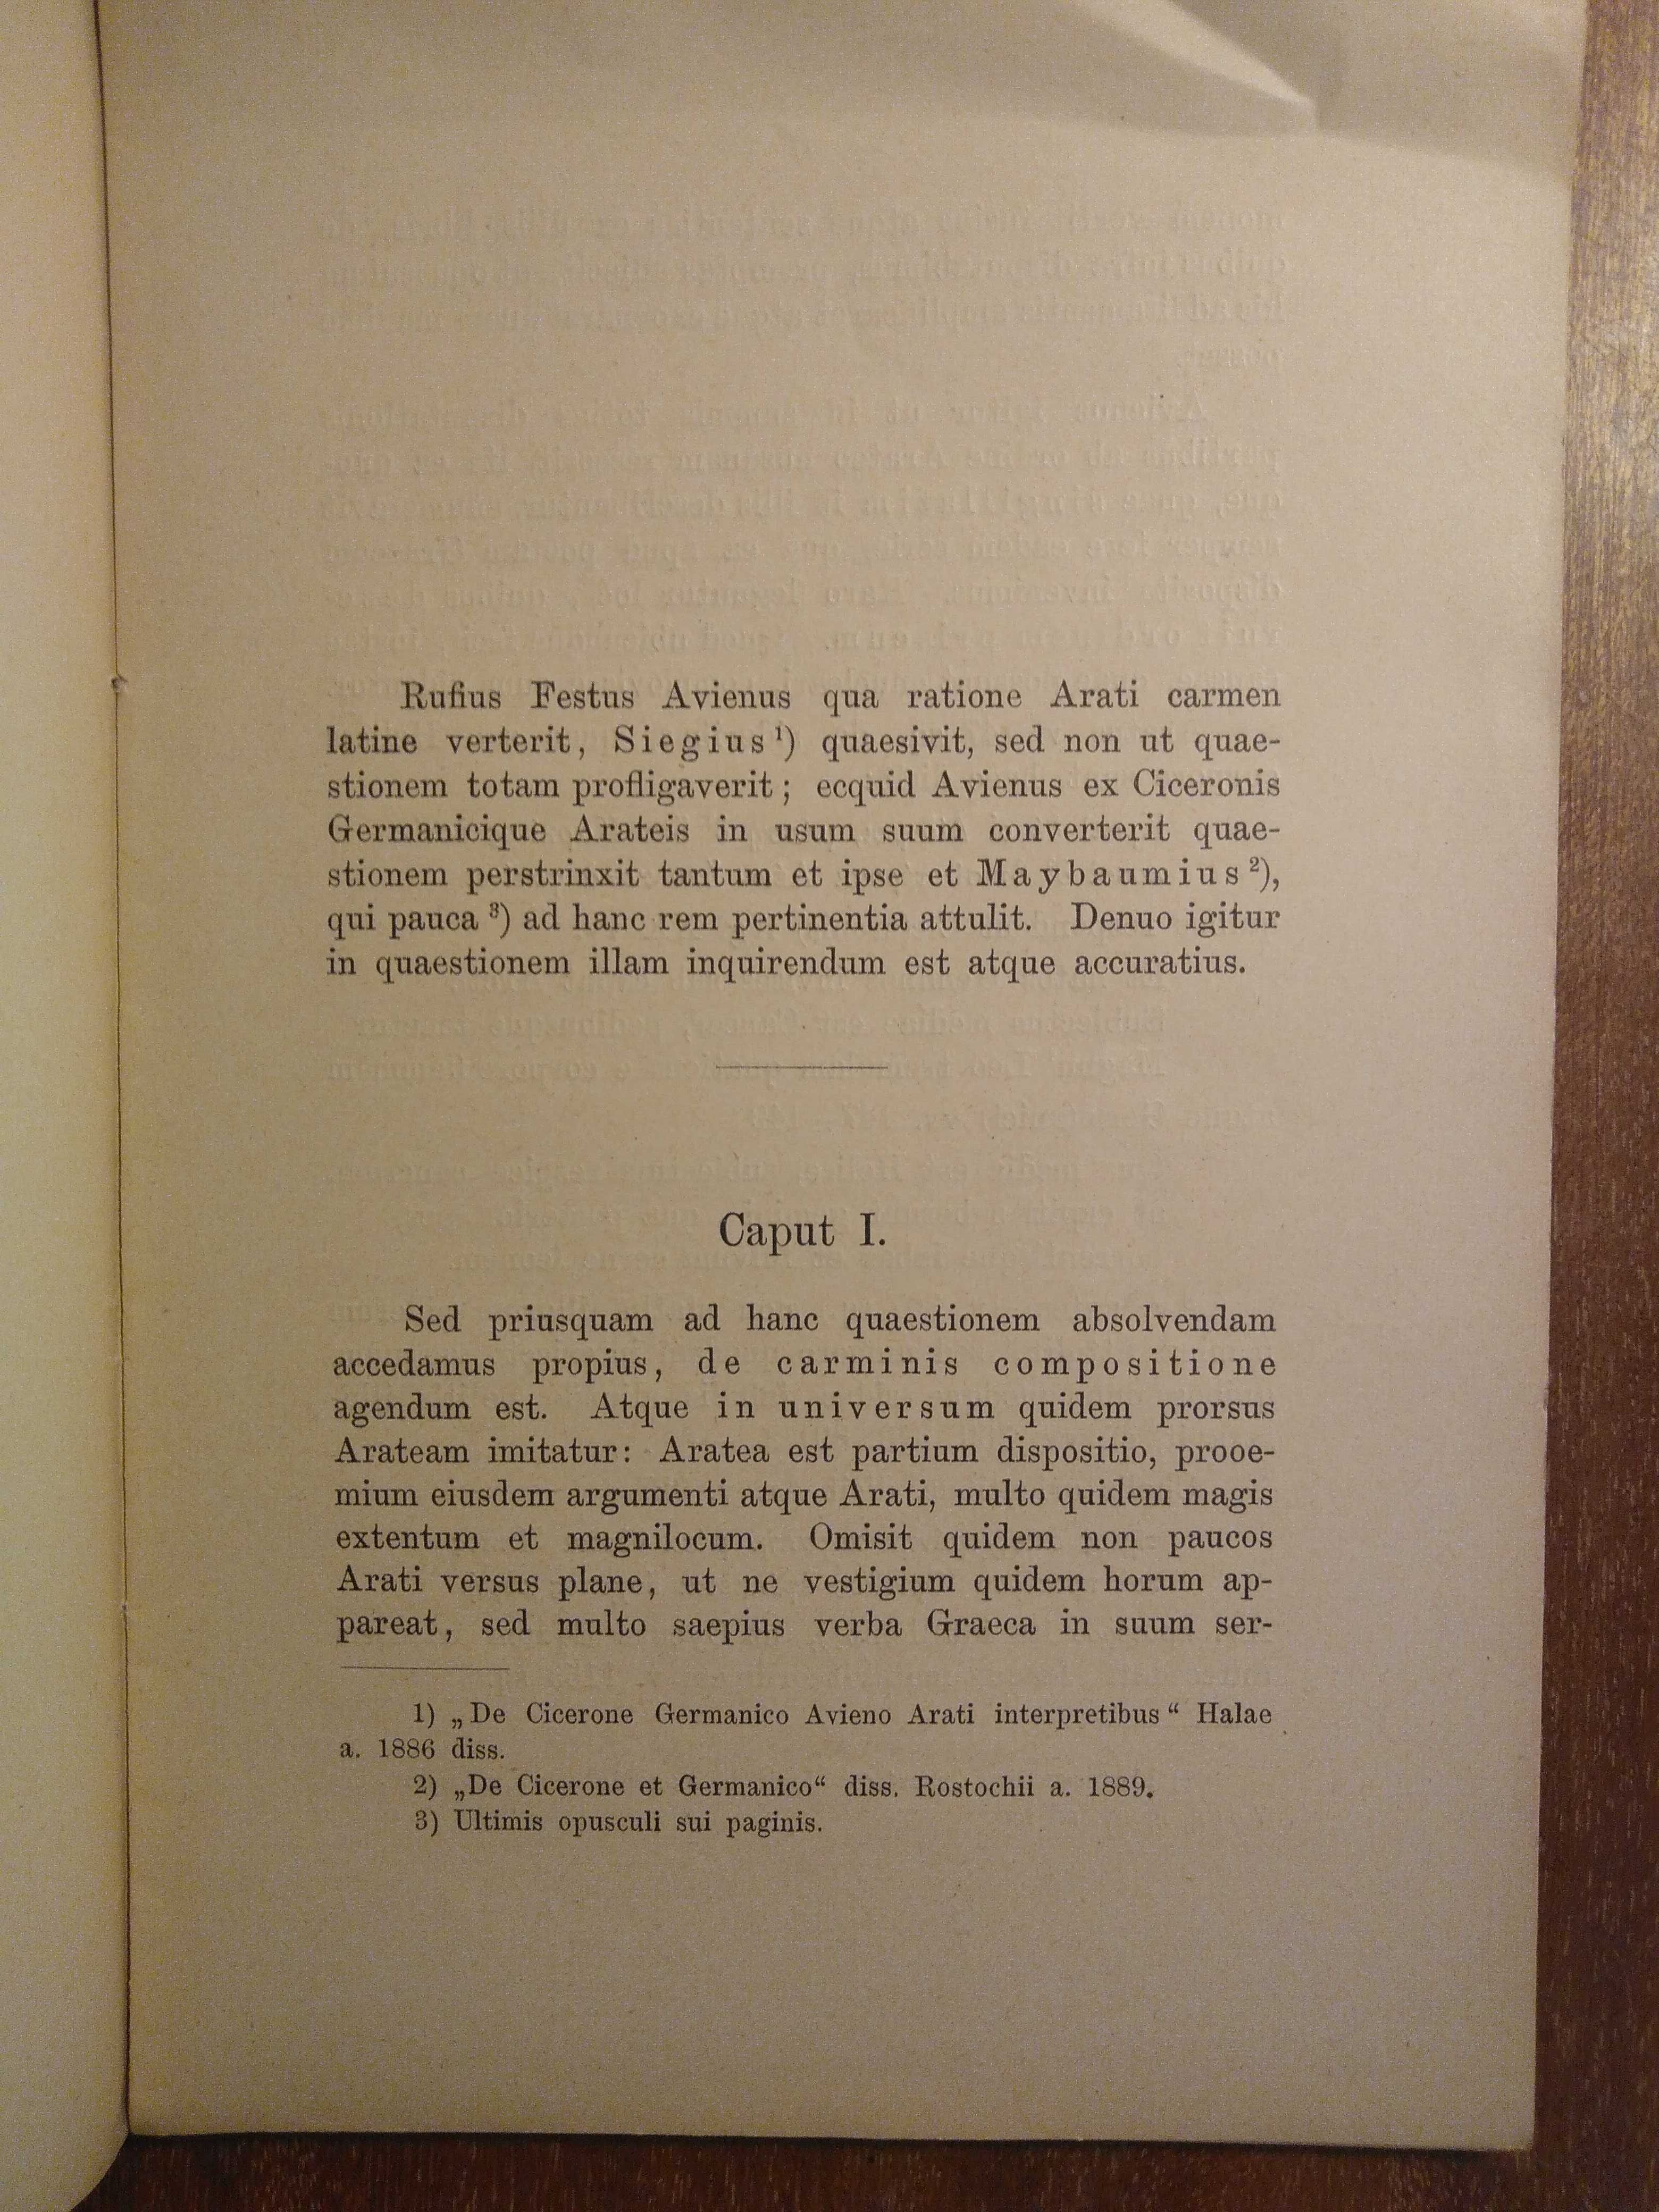 Rufius Festus Avienus qua ratione Arati carmen
latine verterit, Siegius¹) quaesivit, sed non ut quae-
stionem totam profligaverit; ecquid Avienus ex Ciceronis
Germanicique Arateis in usum suum converterit quae-
stionem perstrinxit tantum et ipse et Maybaumius²),
qui pauca³) ad hanc rem pertinentia attulit. Denuo igitur
in quaestionem illam inquirendum est atque accuratius.
Caput I.
Sed priusquam ad hanc quaestionem absolvendam
accedamus propius, de carminis compositione
agendum est. Atque in universum quidem prorsus
Arateam imitatur: Aratea est partium dispositio, prooe-
mium eiusdem argumenti atque Arati, multo quidem magis
extentum et magnilocum. Omisit quidem non paucos
Arati versus plane, ut ne vestigium quidem horum ap-
pareat, sed multo saepius verba Graeca in suum ser-
1) „De Cicerone Germanico Avieno Arati interpretibus“ Halae
a. 1886 diss.
2) „De Cicerone et Germanico“ diss. Rostochii a. 1889.
3) Ultimis opusculi sui paginis.